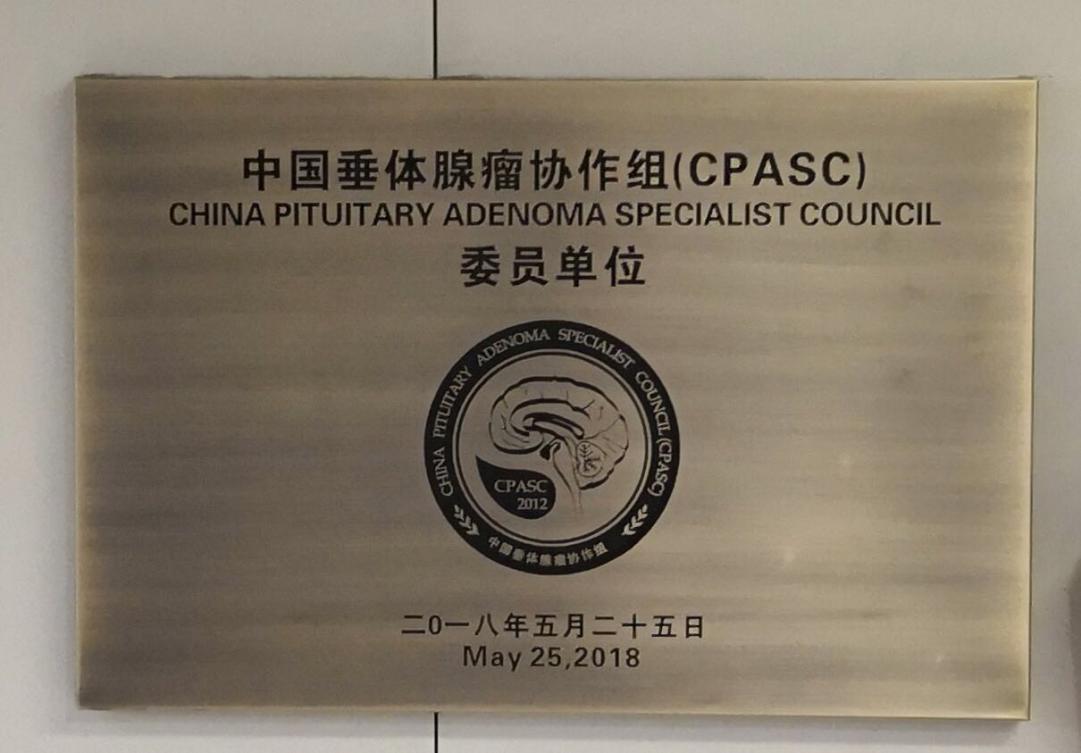 中国垂体腺瘤协作组(CPASC)
CHINA PITUITARY ADENOMA SPECIALIST COUNCIL
委员单位
CHINA PITUITARY ADENOMA SPECIALIST COUNCIL (CPASC)
CPASC
2012
中国垂体腺瘤协作组
二0一八年五月二十五日
May 25,2018